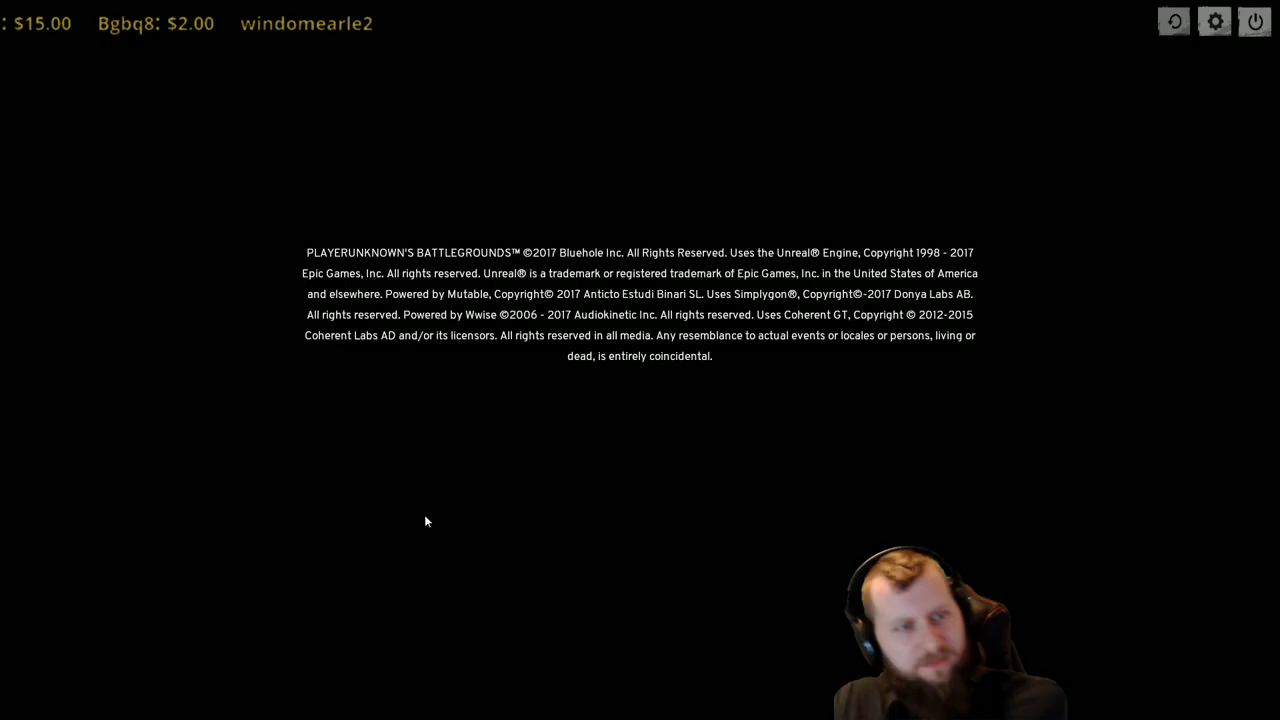 : $15.00 Bgbq8: $2.00 windomearle2
PLAYERUNKNOWN'S BATTLEGROUNDS™ ©2017 Bluehole Inc. All Rights Reserved. Uses the Unreal® Engine, Copyright 1998 - 2017
Epic Games, Inc. All rights reserved. Unreal® is a trademark or registered trademark of Epic Games, Inc. in the United States of America
and elsewhere. Powered by Mutable, Copyright© 2017 Anticto Estudi Binari SL. Uses Simplygon®, Copyright©-2017 Donya Labs AB.
All rights reserved. Powered by Wwise ©2006 - 2017 Audiokinetic Inc. All rights reserved. Uses Coherent GT, Copyright © 2012-2015
Coherent Labs AD and/or its licensors. All rights reserved in all media. Any resemblance to actual events or locales or persons, living or
dead, is entirely coincidental.